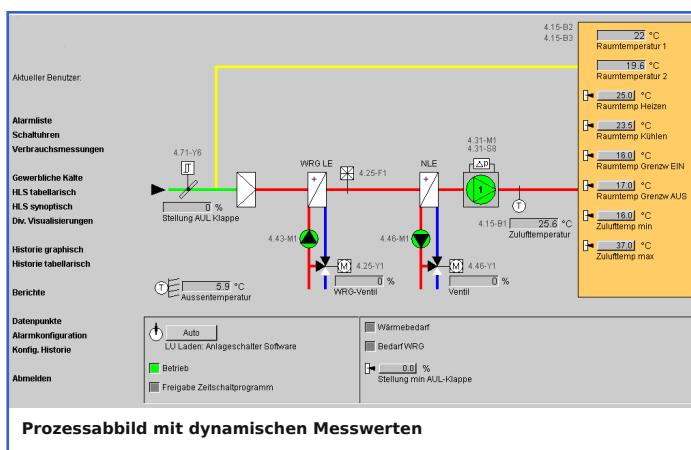 4.15-B2
4.15-B3
22 °C
Raumtemperatur 1
19.6 °C
Raumtemperatur 2
25.0 °C
Raumtemp Heizen
23.5 °C
Raumtemp Kühlen
16.0 °C
Raumtemp Grenzw EIN
17.0 °C
Raumtemp Grenzw AUS
16.0 °C
Zulufttemp min
37.0 °C
Zulufttemp max
Aktueller Benutzer:
Alarmliste
Schaltuhren
Verbrauchsmessungen
Gewerbliche Kälte
HLS tabellarisch
HLS synoptisch
Div. Visualisierungen
Historie graphisch
Historie tabellarisch
Berichte
Datenpunkte
Alarmkonfiguration
Konfig. Historie
Abmelden
4.71-Y6
0 %
Stellung AUL Klappe
WRG LE
+
4.25-F1
NLE
+
4.31-M1
4.31-S8
Δp
1
T
4.15-B1
25.6 °C
Zulufttemperatur
4.43-M1
M
4.25-Y1
0 %
WRG-Ventil
4.46-M1
M
4.46-Y1
0 %
Ventil
T
5.9 °C
Aussentemperatur
Auto
LU Laden: Anlageschalter Software
Betrieb
Freigabe Zeitschaltprogramm
Wärmebedarf
Bedarf WRG
0.0 %
Stellung min AUL-Klappe
Prozessabbild mit dynamischen Messwerten